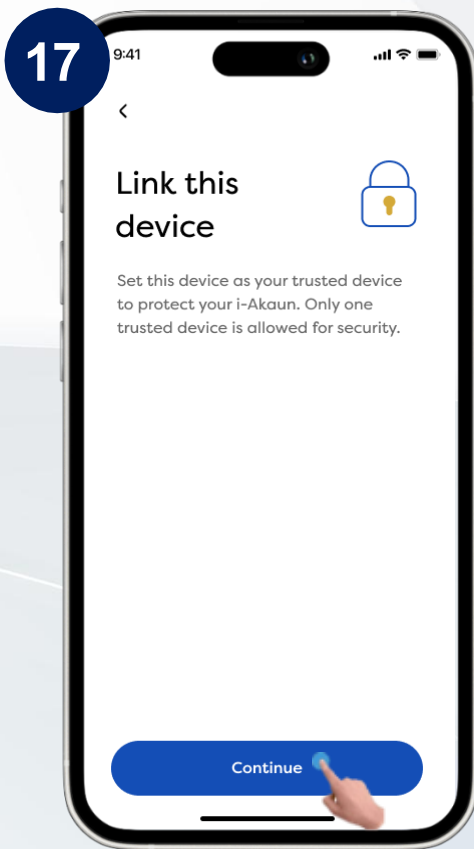 17
9:41
Link this
device
Set this device as your trusted device
to protect your i-Akaun. Only one
trusted device is allowed for security.
Continue